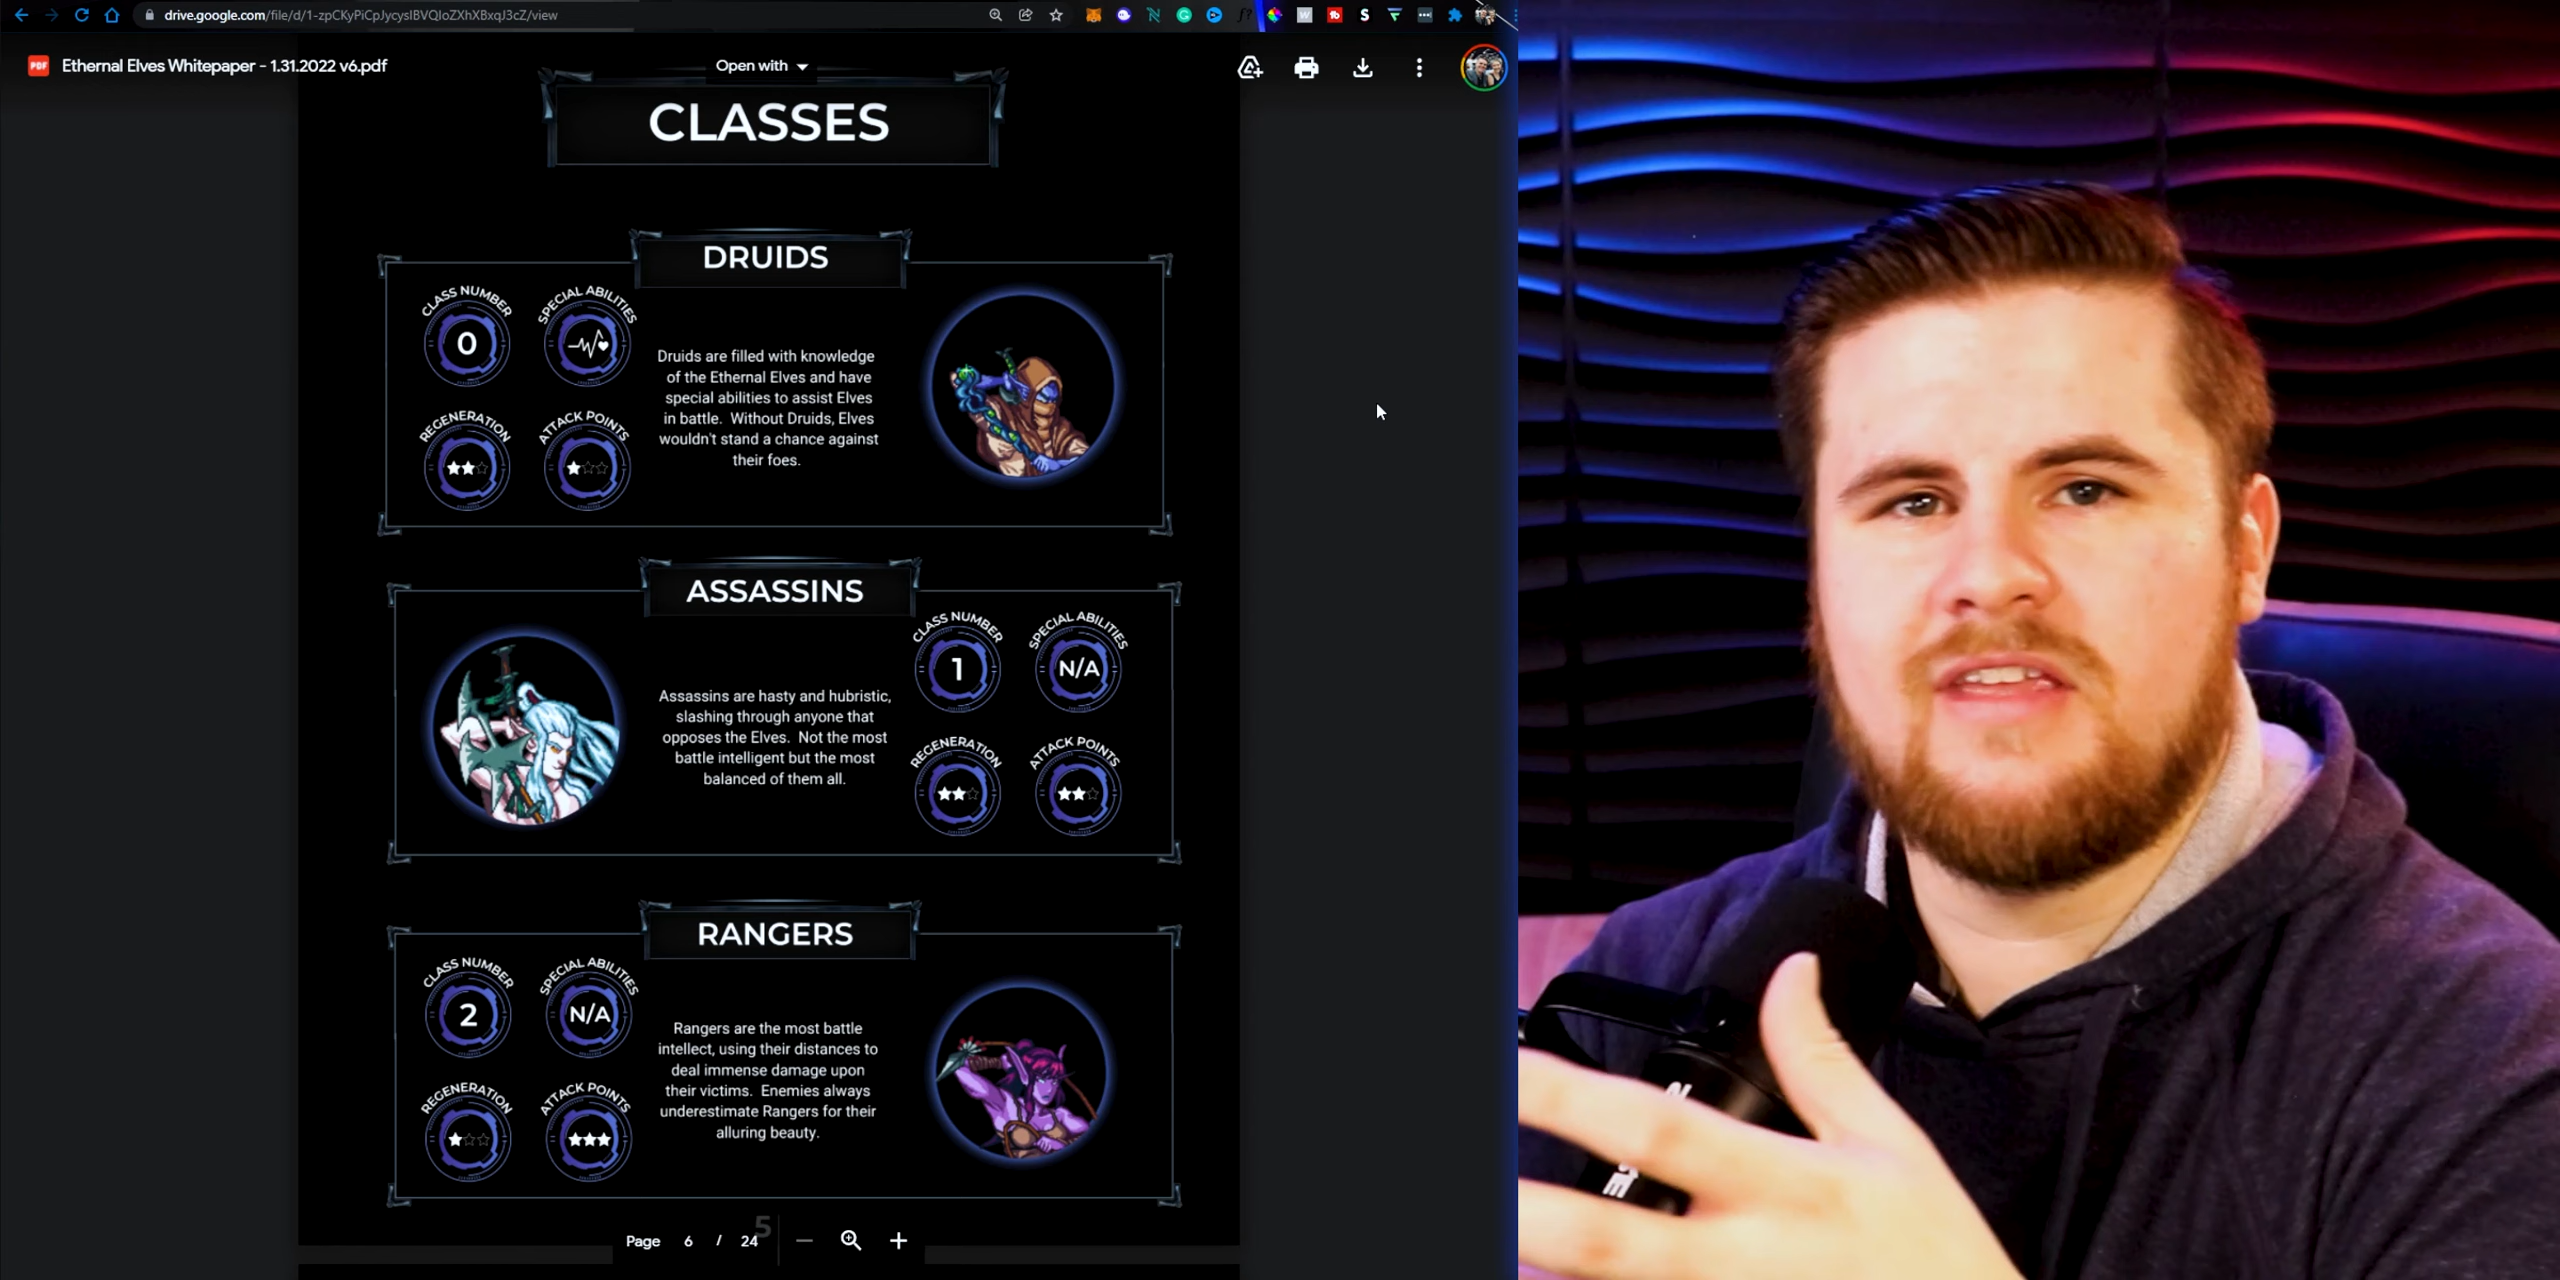 drive.google.com/file/d/1-zpCKyPiCpJycysIBVQIoZXhXBxqJ3cZ/view
PDF Ethernal Elves Whitepaper - 1.31.2022 v6.pdf
Open with
CLASSES
DRUIDS
CLASS NUMBER
0
SPECIAL ABILITIES
REGENERATION
ATTACK POINTS
Druids are filled with knowledge
of the Ethernal Elves and have
special abilities to assist Elves
in battle. Without Druids, Elves
wouldn't stand a chance against
their foes.
ASSASSINS
Assassins are hasty and hubristic,
slashing through anyone that
opposes the Elves. Not the most
battle intelligent but the most
balanced of them all.
CLASS NUMBER
1
SPECIAL ABILITIES
N/A
REGENERATION
ATTACK POINTS
RANGERS
CLASS NUMBER
2
SPECIAL ABILITIES
N/A
REGENERATION
ATTACK POINTS
Rangers are the most battle
intellect, using their distances to
deal immense damage upon
their victims. Enemies always
underestimate Rangers for their
alluring beauty.
5
Page 6 / 24